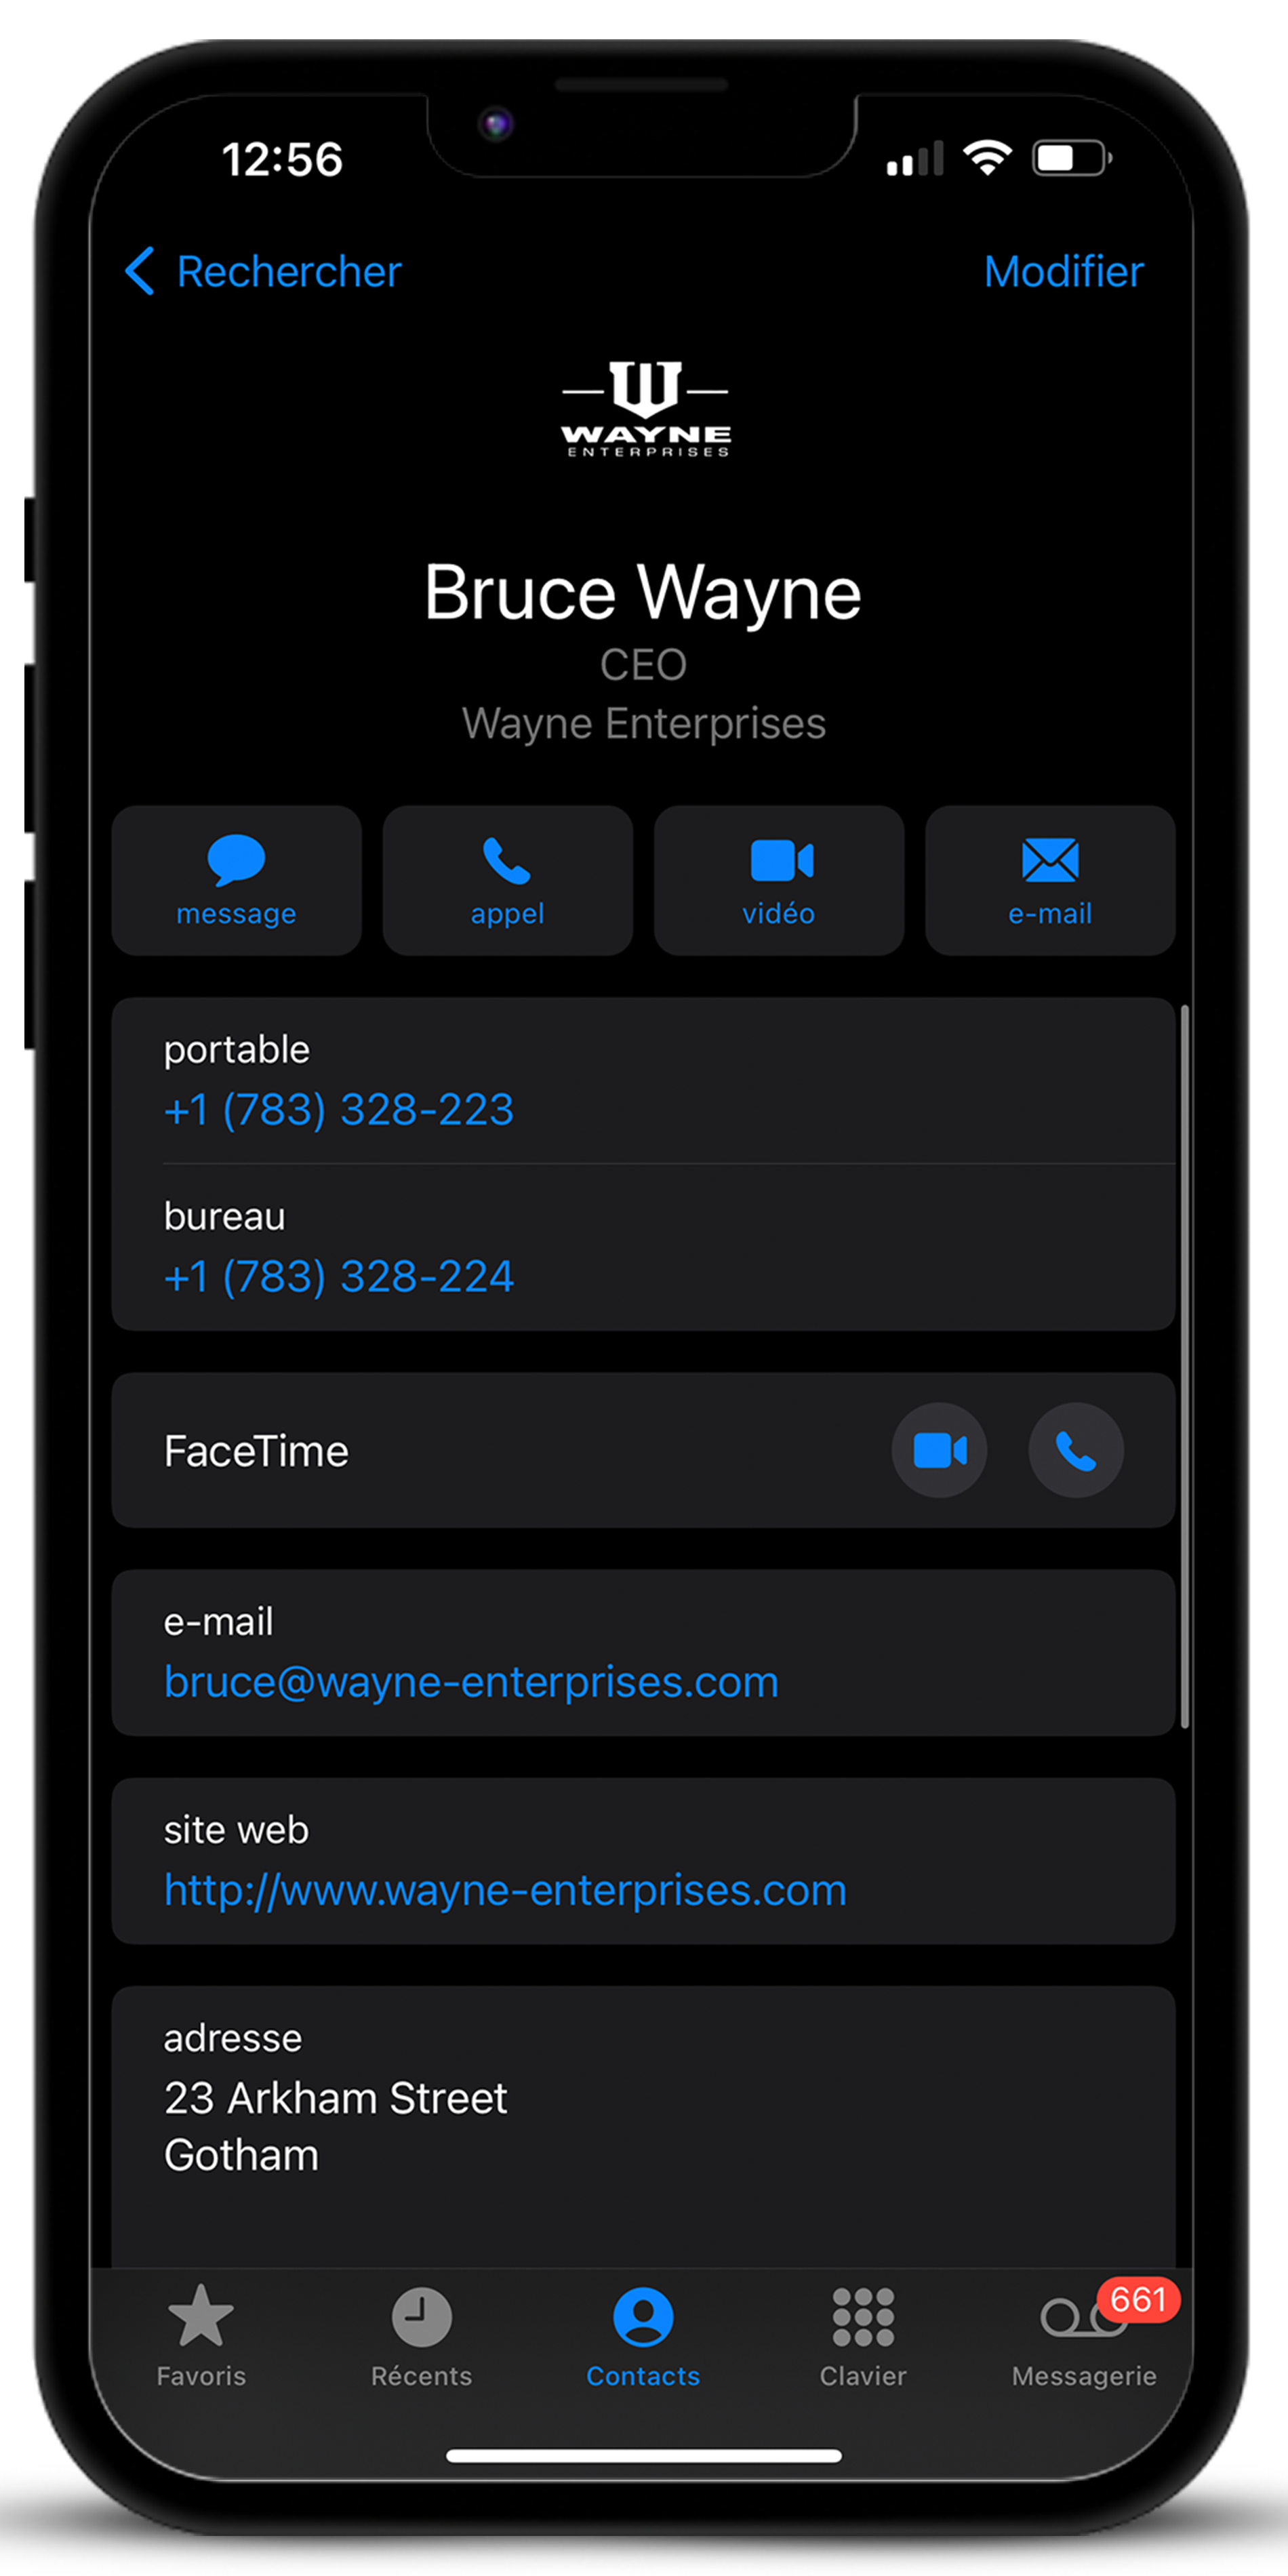 12:56
Rechercher
Modifier
WAYNE
ENTERPRISES
Bruce Wayne
CEO
Wayne Enterprises
message
appel
vidéo
e-mail
portable
+1 (783) 328-223
bureau
+1 (783) 328-224
FaceTime
e-mail
bruce@wayne-enterprises.com
site web
http://www.wayne-enterprises.com
adresse
23 Arkham Street
Gotham
661
Favoris
Récents
Contacts
Clavier
Messagerie